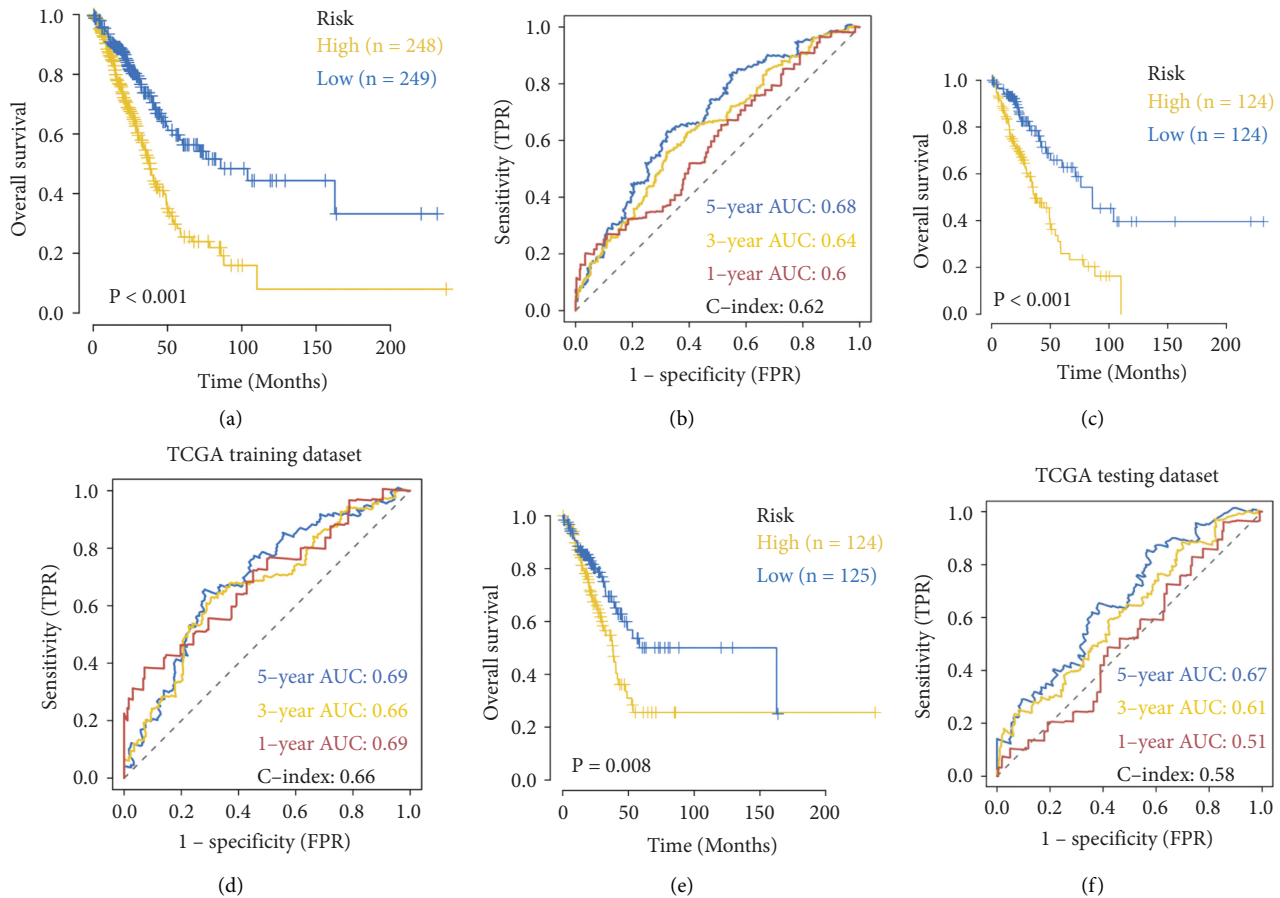 Risk
High (n = 248)
Low (n = 249)
Overall survival
1.0
0.8
0.6
0.4
0.2
0.0
P < 0.001
0
50
100
150
200
Time (Months)
(a)
Sensitivity (TPR)
1.0
0.8
0.6
0.4
0.2
0.0
5–year AUC: 0.68
3–year AUC: 0.64
1–year AUC: 0.6
C–index: 0.62
0.0
0.2
0.4
0.6
0.8
1.0
1 – specificity (FPR)
(b)
Risk
High (n = 124)
Low (n = 124)
Overall survival
1.0
0.8
0.6
0.4
0.2
0.0
P < 0.001
0
50
100
150
200
Time (Months)
(c)
TCGA training dataset
Sensitivity (TPR)
1.0
0.8
0.6
0.4
0.2
0.0
5–year AUC: 0.69
3–year AUC: 0.66
1–year AUC: 0.69
C–index: 0.66
0.0
0.2
0.4
0.6
0.8
1.0
1 – specificity (FPR)
(d)
Risk
High (n = 124)
Low (n = 125)
Overall survival
1.0
0.8
0.6
0.4
0.2
0.0
P = 0.008
0
50
100
150
200
Time (Months)
(e)
TCGA testing dataset
Sensitivity (TPR)
1.0
0.8
0.6
0.4
0.2
0.0
5–year AUC: 0.67
3–year AUC: 0.61
1–year AUC: 0.51
C–index: 0.58
0.0
0.2
0.4
0.6
0.8
1.0
1 – specificity (FPR)
(f)